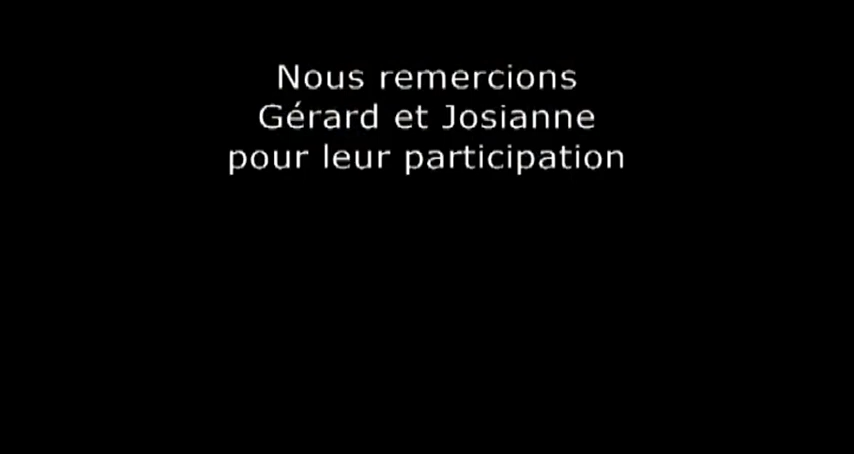 Nous remercions
Gérard et Josianne
pour leur participation